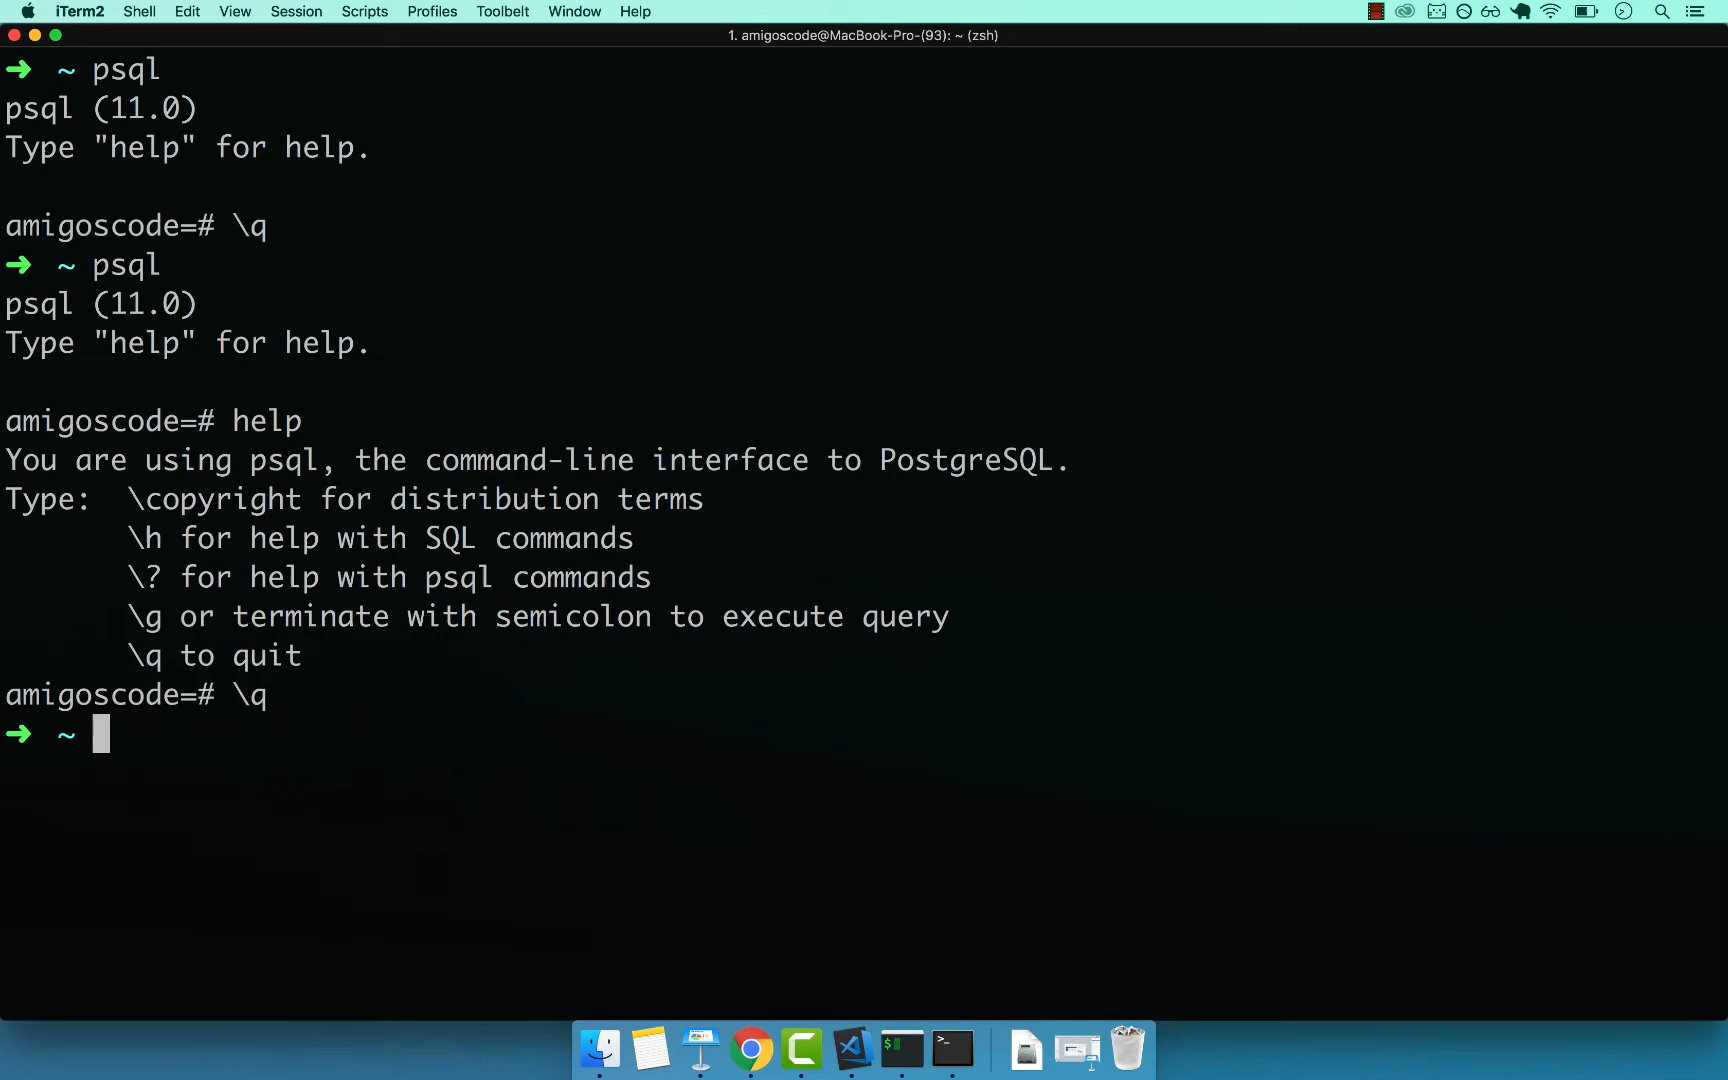 iTerm2 Shell Edit View Session Scripts Profiles Toolbelt Window Help
1. amigoscode@MacBook-Pro-(93): ~ (zsh)
➜ ~ psql
psql (11.0)
Type "help" for help.
amigoscode=# \q
➜ ~ psql
psql (11.0)
Type "help" for help.
amigoscode=# help
You are using psql, the command-line interface to PostgreSQL.
Type: \copyright for distribution terms
\h for help with SQL commands
\? for help with psql commands
\g or terminate with semicolon to execute query
\q to quit
amigoscode=# \q
➜ ~